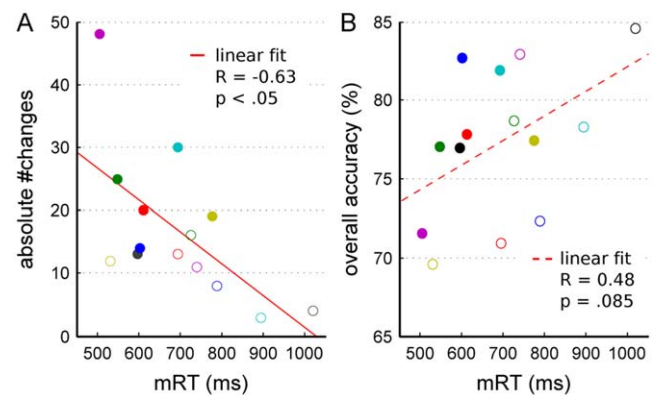 A
50
40
30
20
10
0
absolute #changes
linear fit
R = -0.63
p < .05
500 600 700 800 900 1000
mRT (ms)
B
85
80
75
70
65
overall accuracy (%)
linear fit
R = 0.48
p = .085
500 600 700 800 900 1000
mRT (ms)